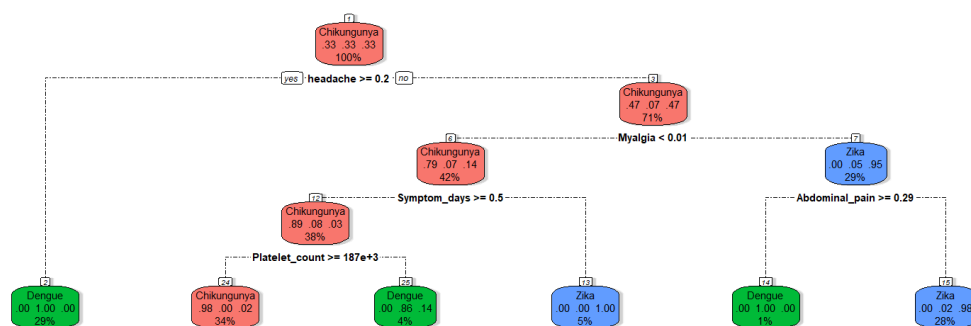 1
Chikungunya
.33 .33 .33
100%
yes headache >= 0.2 no
3
Chikungunya
.47 .07 .47
71%
Myalgia < 0.01
6
Chikungunya
.79 .07 .14
42%
7
Zika
.00 .05 .95
29%
Symptom_days >= 0.5
Abdominal_pain >= 0.29
12
Chikungunya
.89 .08 .03
38%
Platelet_count >= 187e+3
2
Dengue
.00 1.00 .00
29%
24
Chikungunya
.98 .00 .02
34%
25
Dengue
.00 .86 .14
4%
13
Zika
.00 .00 1.00
5%
14
Dengue
.00 1.00 .00
1%
15
Zika
.00 .02 .98
28%